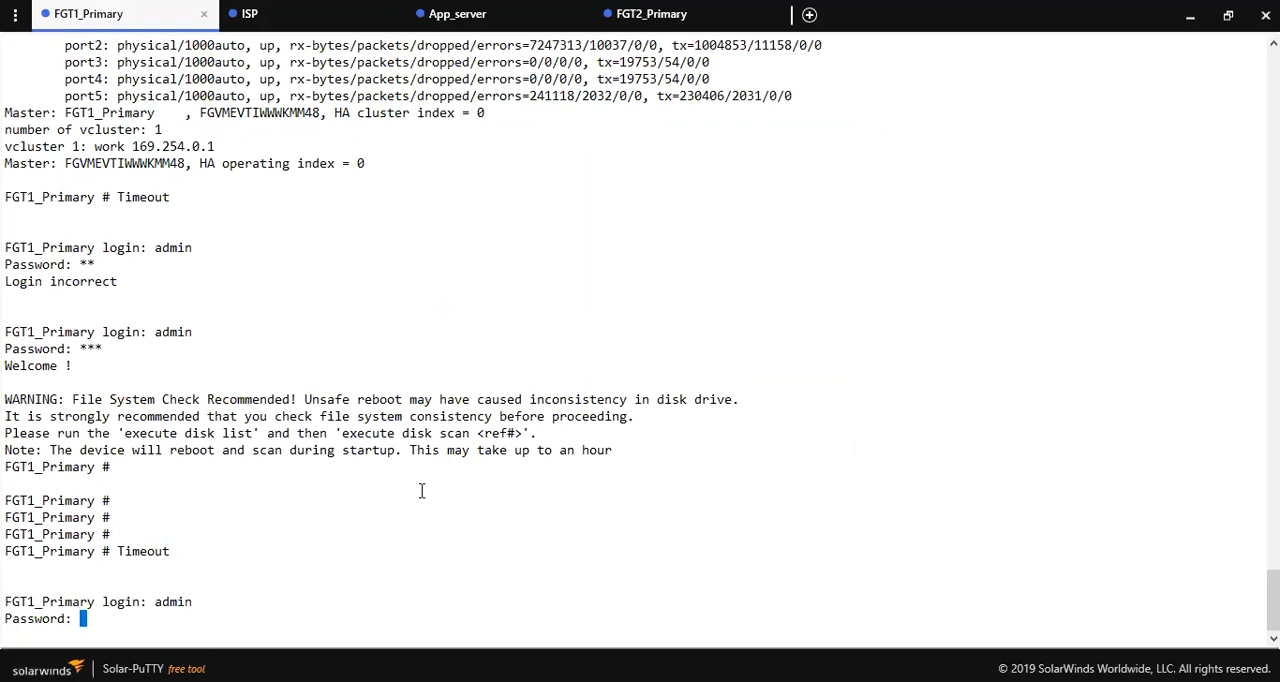 FGT1_Primary × ISP App_server FGT2_Primary
port2: physical/1000auto, up, rx-bytes/packets/dropped/errors=7247313/10037/0/0, tx=1004853/11158/0/0
port3: physical/1000auto, up, rx-bytes/packets/dropped/errors=0/0/0/0, tx=19753/54/0/0
port4: physical/1000auto, up, rx-bytes/packets/dropped/errors=0/0/0/0, tx=19753/54/0/0
port5: physical/1000auto, up, rx-bytes/packets/dropped/errors=241118/2032/0/0, tx=230406/2031/0/0
Master: FGT1_Primary    , FGVMEVTIWWWKMM48, HA cluster index = 0
number of vcluster: 1
vcluster 1: work 169.254.0.1
Master: FGVMEVTIWWWKMM48, HA operating index = 0
FGT1_Primary # Timeout
FGT1_Primary login: admin
Password: **
Login incorrect
FGT1_Primary login: admin
Password: ***
Welcome !
WARNING: File System Check Recommended! Unsafe reboot may have caused inconsistency in disk drive.
It is strongly recommended that you check file system consistency before proceeding.
Please run the 'execute disk list' and then 'execute disk scan <ref#>'.
Note: The device will reboot and scan during startup. This may take up to an hour
FGT1_Primary #
FGT1_Primary #
FGT1_Primary #
FGT1_Primary #
FGT1_Primary # Timeout
FGT1_Primary login: admin
Password:
solarwinds Solar-PuTTY free tool © 2019 SolarWinds Worldwide, LLC. All rights reserved.